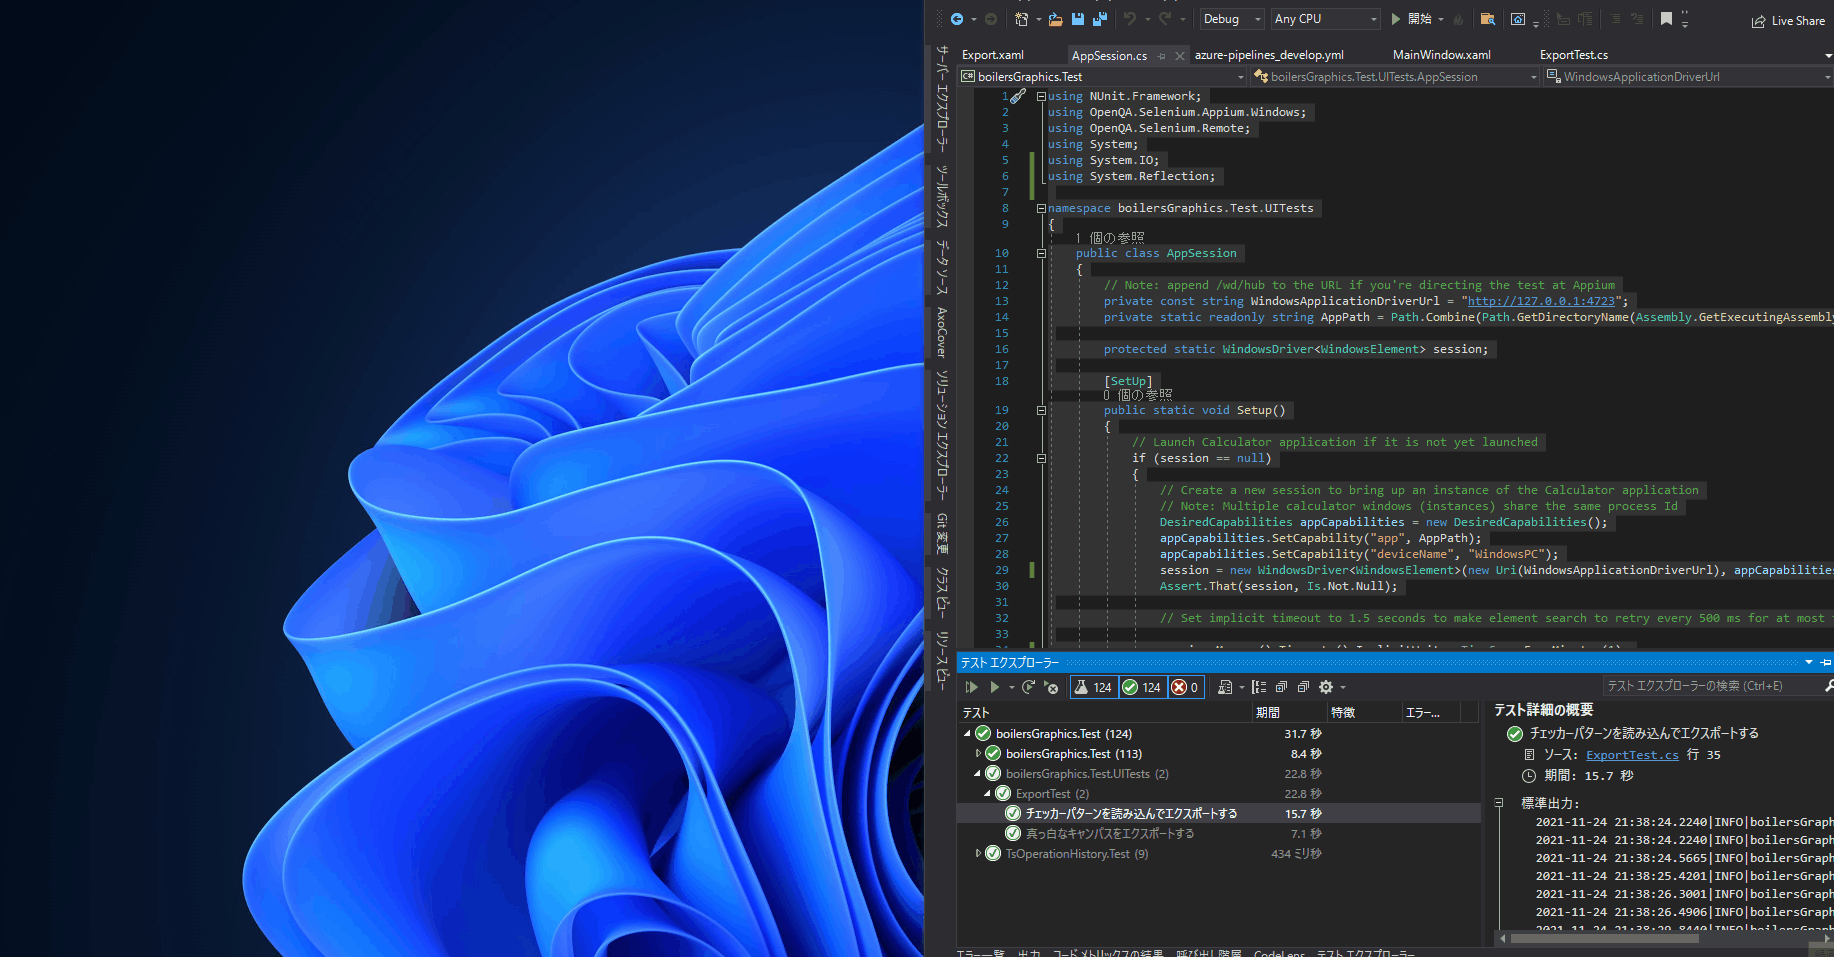 Debug
Any CPU
開始
Live Share
Export.xaml
AppSession.cs
azure-pipelines_develop.yml
MainWindow.xaml
ExportTest.cs
C# boilersGraphics.Test
boilersGraphics.Test.UITests.AppSession
WindowsApplicationDriverUrl
サーバー エクスプローラー
ツールボックス
データ ソース
AxoCover
ソリューション エクスプローラー
Git 変更
クラス ビュー
リソース ビュー
1 using NUnit.Framework;
2 using OpenQA.Selenium.Appium.Windows;
3 using OpenQA.Selenium.Remote;
4 using System;
5 using System.IO;
6 using System.Reflection;
7
8 namespace boilersGraphics.Test.UITests
9 {
1 個の参照
10 public class AppSession
11 {
12 // Note: append /wd/hub to the URL if you're directing the test at Appium
13 private const string WindowsApplicationDriverUrl = "http://127.0.0.1:4723";
14 private static readonly string AppPath = Path.Combine(Path.GetDirectoryName(Assembly.GetExecutingAssembly
15
16 protected static WindowsDriver<WindowsElement> session;
17
18 [SetUp]
0 個の参照
19 public static void Setup()
20 {
21 // Launch Calculator application if it is not yet launched
22 if (session == null)
23 {
24 // Create a new session to bring up an instance of the Calculator application
25 // Note: Multiple calculator windows (instances) share the same process Id
26 DesiredCapabilities appCapabilities = new DesiredCapabilities();
27 appCapabilities.SetCapability("app", AppPath);
28 appCapabilities.SetCapability("deviceName", "WindowsPC");
29 session = new WindowsDriver<WindowsElement>(new Uri(WindowsApplicationDriverUrl), appCapabilities
30 Assert.That(session, Is.Not.Null);
31
32 // Set implicit timeout to 1.5 seconds to make element search to retry every 500 ms for at most
33
テスト エクスプローラー
124
124
0
テスト エクスプローラーの検索 (Ctrl+E)
テスト 期間 特徴 エラー...
boilersGraphics.Test (124) 31.7 秒
boilersGraphics.Test (113) 8.4 秒
boilersGraphics.Test.UITests (2) 22.8 秒
ExportTest (2) 22.8 秒
チェッカーパターンを読み込んでエクスポートする 15.7 秒
真っ白なキャンバスをエクスポートする 7.1 秒
TsOperationHistory.Test (9) 434 ミリ秒
テスト詳細の概要
チェッカーパターンを読み込んでエクスポートする
ソース: ExportTest.cs 行 35
期間: 15.7 秒
標準出力:
2021-11-24 21:38:24.2240|INFO|boilersGraph
2021-11-24 21:38:24.2240|INFO|boilersGraph
2021-11-24 21:38:24.5665|INFO|boilersGraph
2021-11-24 21:38:25.4201|INFO|boilersGraph
2021-11-24 21:38:26.3001|INFO|boilersGraph
2021-11-24 21:38:26.4906|INFO|boilersGraph
2021-11-24 21:38:29.8440|INFO|boilersGraph
エラー一覧 出力 コード メトリックスの結果 呼び出し階層 CodeLens テスト エクスプローラー